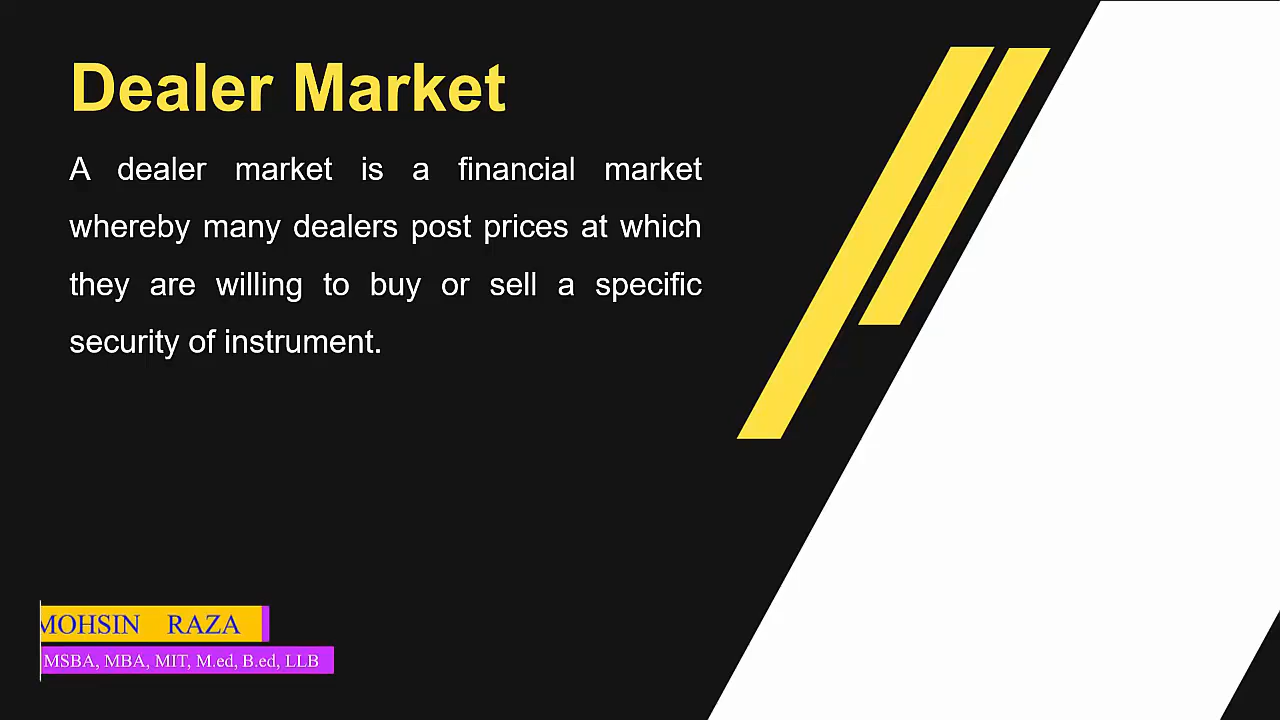 Dealer Market
A dealer market is a financial market
whereby many dealers post prices at which
they are willing to buy or sell a specific
security of instrument.
MOHSIN RAZA
MSBA, MBA, MIT, M.ed, B.ed, LLB